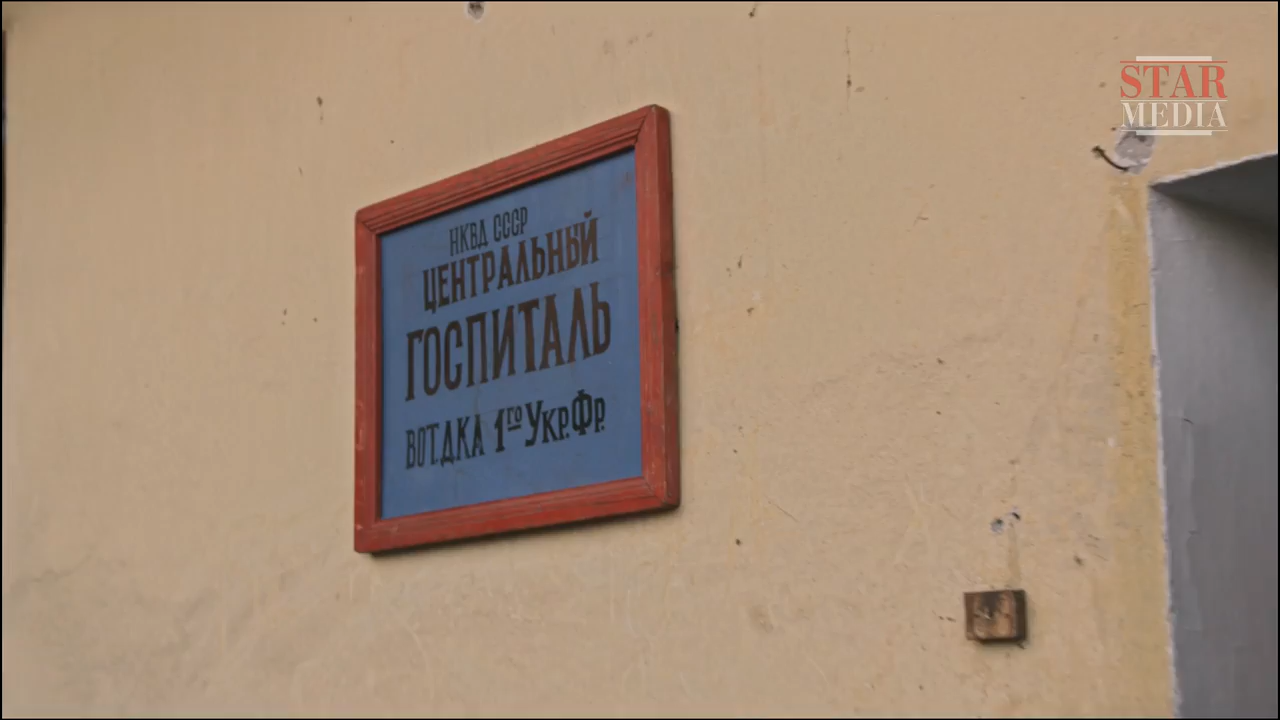 STAR
MEDIA
НКВД СССР
ЦЕНТРАЛЬНЫЙ
ГОСПИТАЛЬ
ВОТ.ДКА 1го Укр.Фр.